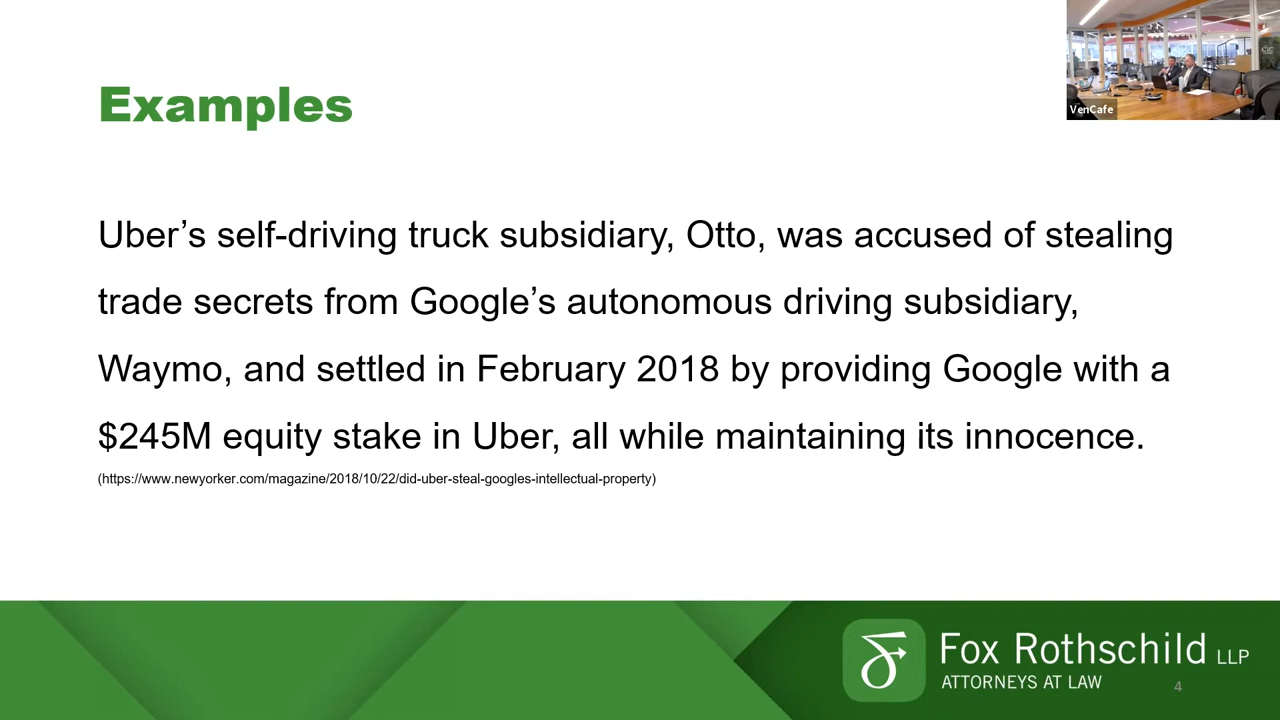 Examples
VenCafe
Uber’s self-driving truck subsidiary, Otto, was accused of stealing
trade secrets from Google’s autonomous driving subsidiary,
Waymo, and settled in February 2018 by providing Google with a
$245M equity stake in Uber, all while maintaining its innocence.
(https://www.newyorker.com/magazine/2018/10/22/did-uber-steal-googles-intellectual-property)
Fox Rothschild LLP
ATTORNEYS AT LAW
4